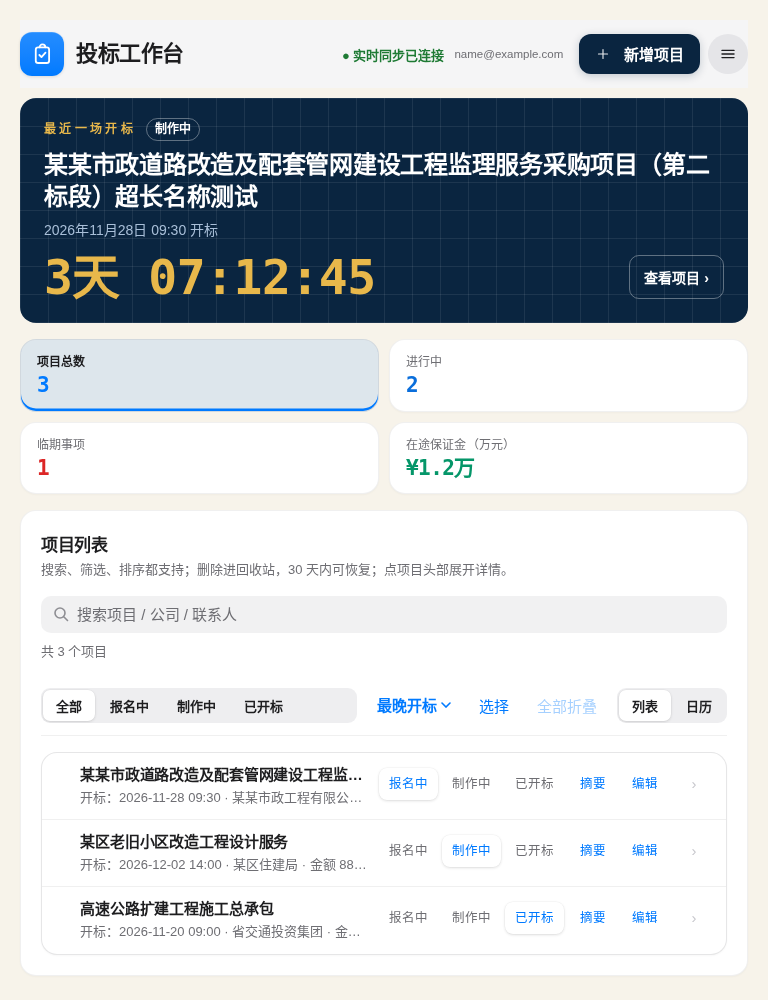 投标工作台
● 实时同步已连接
name@example.com
＋ 新增项目
最近一场开标
制作中
某某市政道路改造及配套管网建设工程监理服务采购项目（第二
标段）超长名称测试
2026年11月28日 09:30 开标
3天 07:12:45
查看项目 ›
项目总数
3
进行中
2
临期事项
1
在途保证金（万元）
¥1.2万
项目列表
搜索、筛选、排序都支持；删除进回收站，30 天内可恢复；点项目头部展开详情。
搜索项目 / 公司 / 联系人
共 3 个项目
全部 报名中 制作中 已开标 最晚开标 选择 全部折叠 列表 日历
某某市政道路改造及配套管网建设工程监…
开标：2026-11-28 09:30 · 某某市政工程有限公…
报名中 制作中 已开标 摘要 编辑 ›
某区老旧小区改造工程设计服务
开标：2026-12-02 14:00 · 某区住建局 · 金额 88…
报名中 制作中 已开标 摘要 编辑 ›
高速公路扩建工程施工总承包
开标：2026-11-20 09:00 · 省交通投资集团 · 金…
报名中 制作中 已开标 摘要 编辑 ›